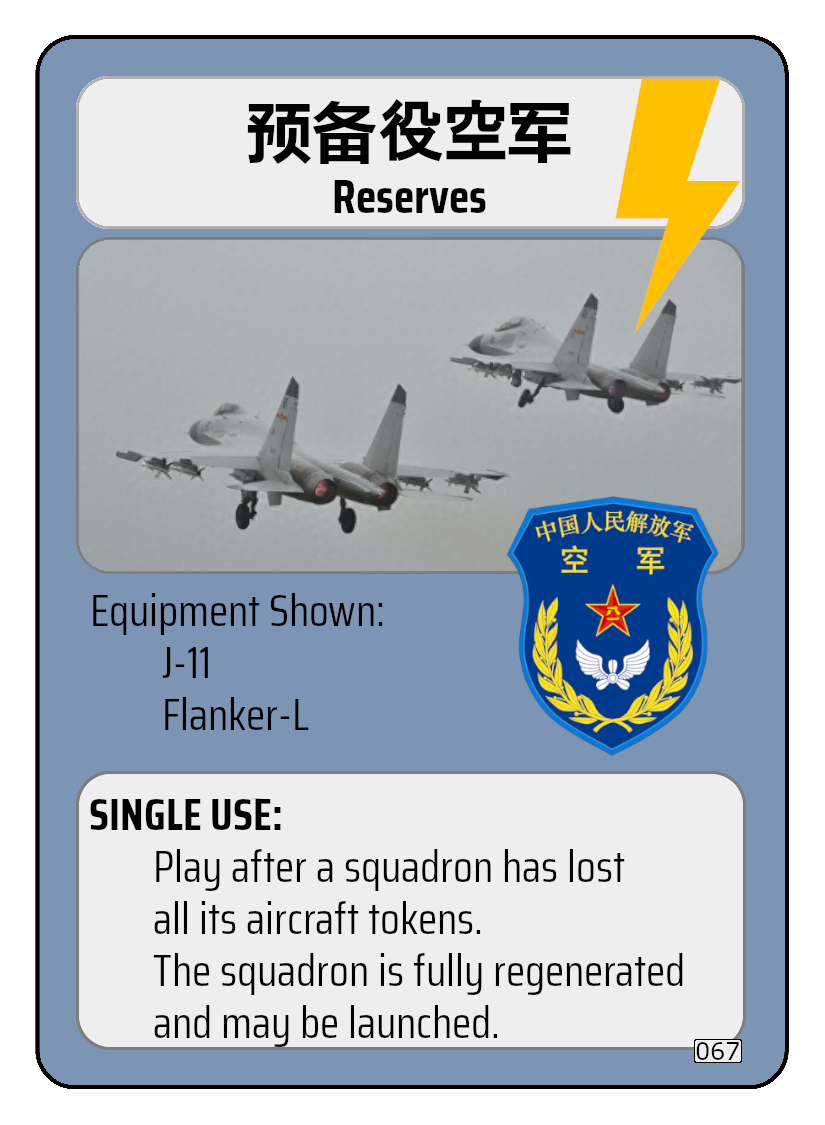 预备役空军
Reserves
中国人民解放军
空 军
八一
Equipment Shown:
J-11
Flanker-L
SINGLE USE:
Play after a squadron has lost
all its aircraft tokens.
The squadron is fully regenerated
and may be launched.
067